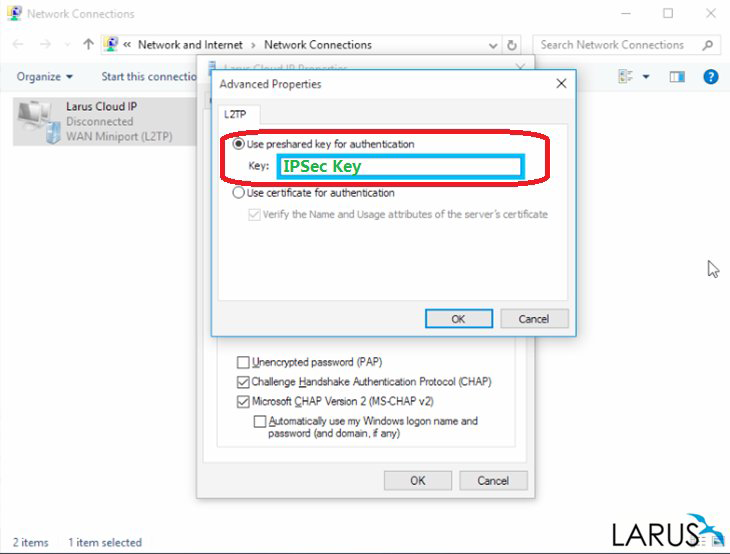 Network Connections
« Network and Internet › Network Connections
Search Network Connections
Organize
Start this connectio
Larus Cloud IP Properties
Larus Cloud IP
Disconnected
WAN Miniport (L2TP)
Advanced Properties
L2TP
Use preshared key for authentication
Key: IPSec Key
Use certificate for authentication
Verify the Name and Usage attributes of the server's certificate
OK Cancel
Unencrypted password (PAP)
Challenge Handshake Authentication Protocol (CHAP)
Microsoft CHAP Version 2 (MS-CHAP v2)
Automatically use my Windows logon name and
password (and domain, if any)
OK Cancel
2 items 1 item selected
LARUS